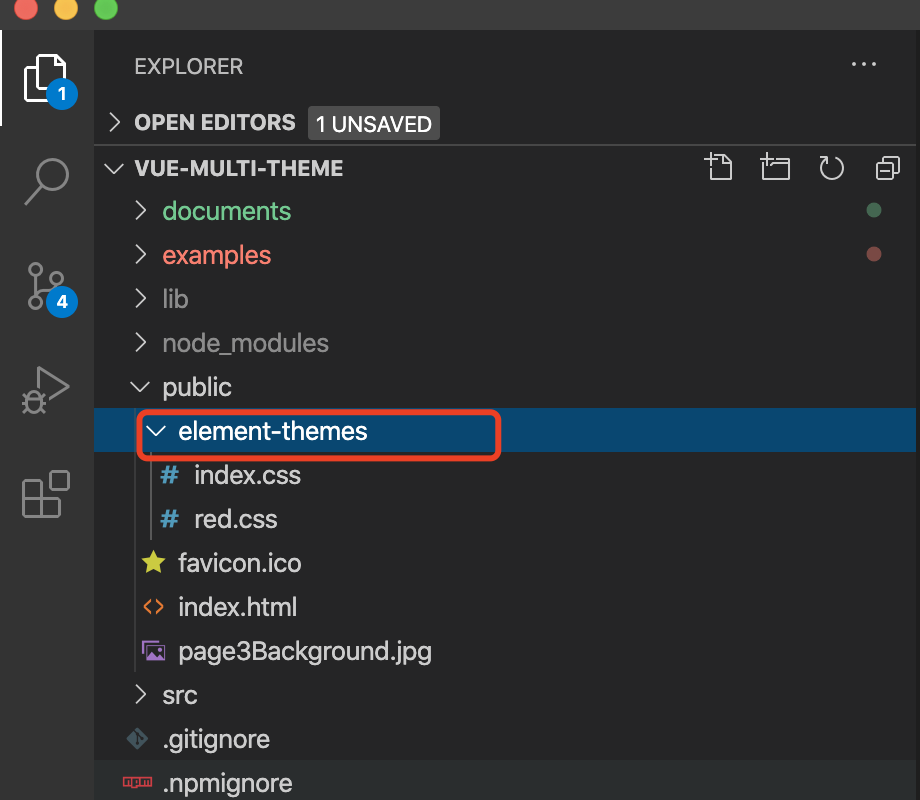 EXPLORER
1
OPEN EDITORS 1 UNSAVED
VUE-MULTI-THEME
documents
examples
lib
4
node_modules
public
element-themes
# index.css
# red.css
favicon.ico
<> index.html
page3Background.jpg
src
.gitignore
npm .npmignore